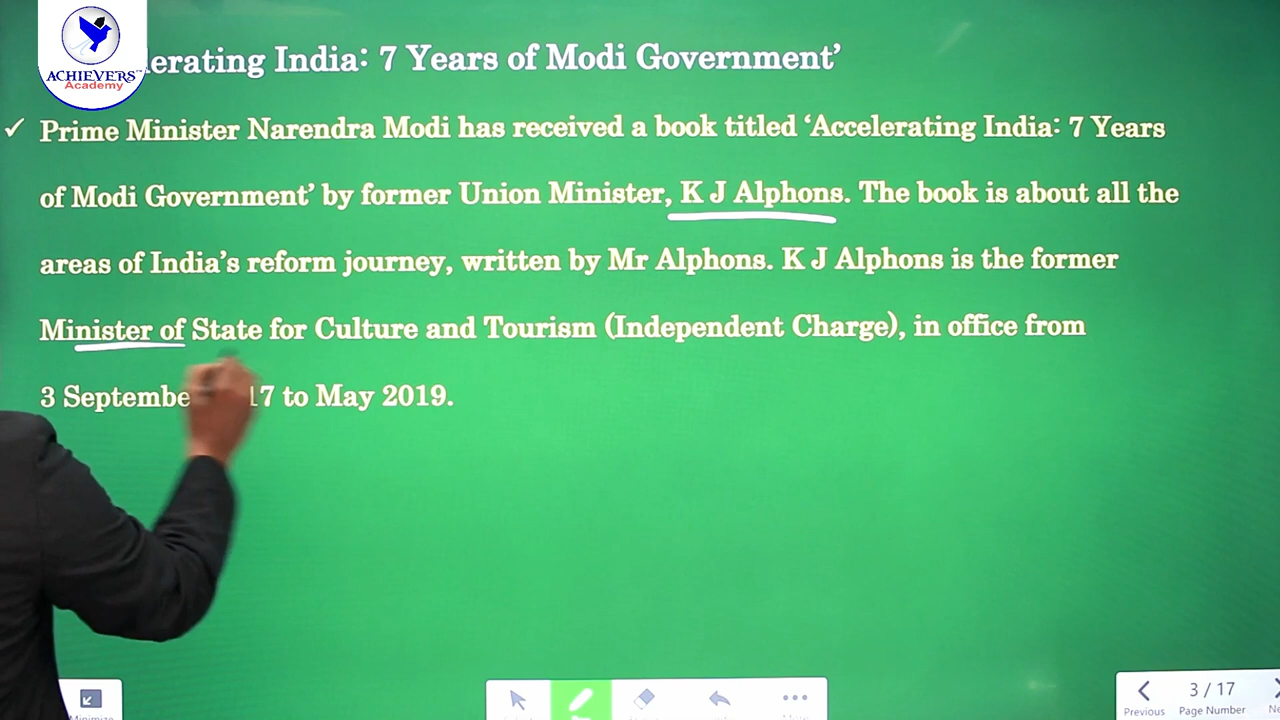 ACHIEVERS
Academy
lerating India: 7 Years of Modi Government’
✓ Prime Minister Narendra Modi has received a book titled ‘Accelerating India: 7 Years
of Modi Government’ by former Union Minister, K J Alphons. The book is about all the
areas of India’s reform journey, written by Mr Alphons. K J Alphons is the former
Minister of State for Culture and Tourism (Independent Charge), in office from
3 Septembe 17 to May 2019.
Minimize
3 / 17
Previous Page Number Ne